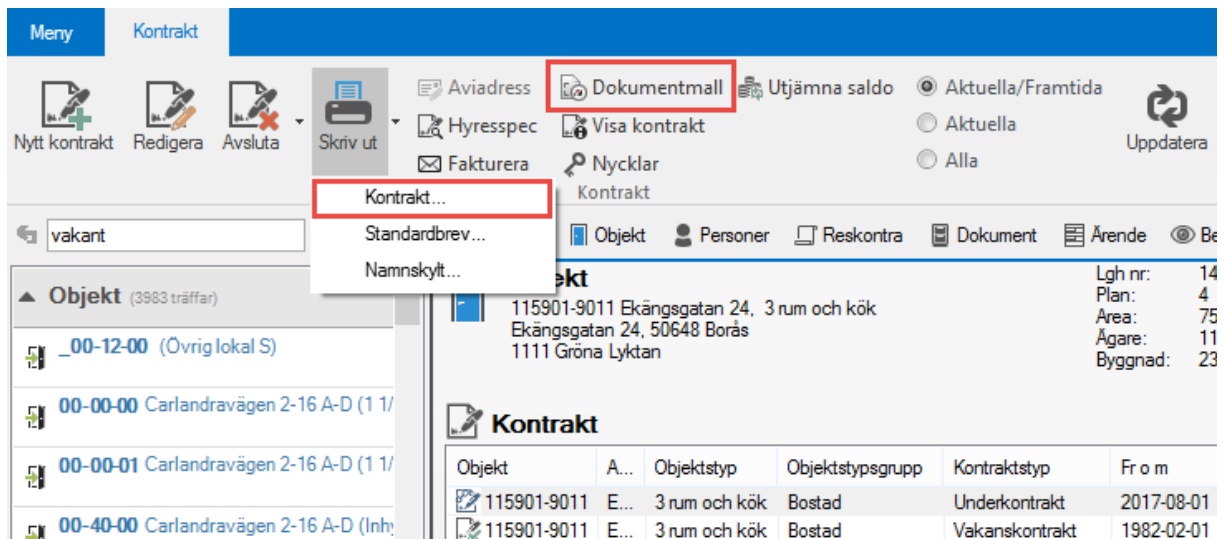 Meny Kontrakt
Nytt kontrakt Redigera Avsluta Skriv ut
Aviadress Dokumentmall Utjämna saldo Aktuella/Framtida
Hyresspec Visa kontrakt Aktuella
Fakturera Nycklar Alla
Uppdatera
Kontrakt
Kontrakt...
Standardbrev...
Namnskylt...
vakant
Objekt Personer Reskontra Dokument Ärende
Objekt (3983 träffar)
_00-12-00 (Övrig lokal S)
00-00-00 Carlandravägen 2-16 A-D (1 1/
00-00-01 Carlandravägen 2-16 A-D (1 1/
00-40-00 Carlandravägen 2-16 A-D (Inhy
115901-9011 Ekängsgatan 24, 3 rum och kök
Ekängsgatan 24, 50648 Borås
1111 Gröna Lyktan
Lgh nr: 14
Plan: 4
Area: 75
Ägare: 11
Byggnad: 23
Kontrakt
Objekt A... Objektstyp Objektstypsgrupp Kontraktstyp Fr o m
115901-9011 E... 3 rum och kök Bostad Underkontrakt 2017-08-01
115901-9011 E... 3 rum och kök Bostad Vakanskontrakt 1982-02-01